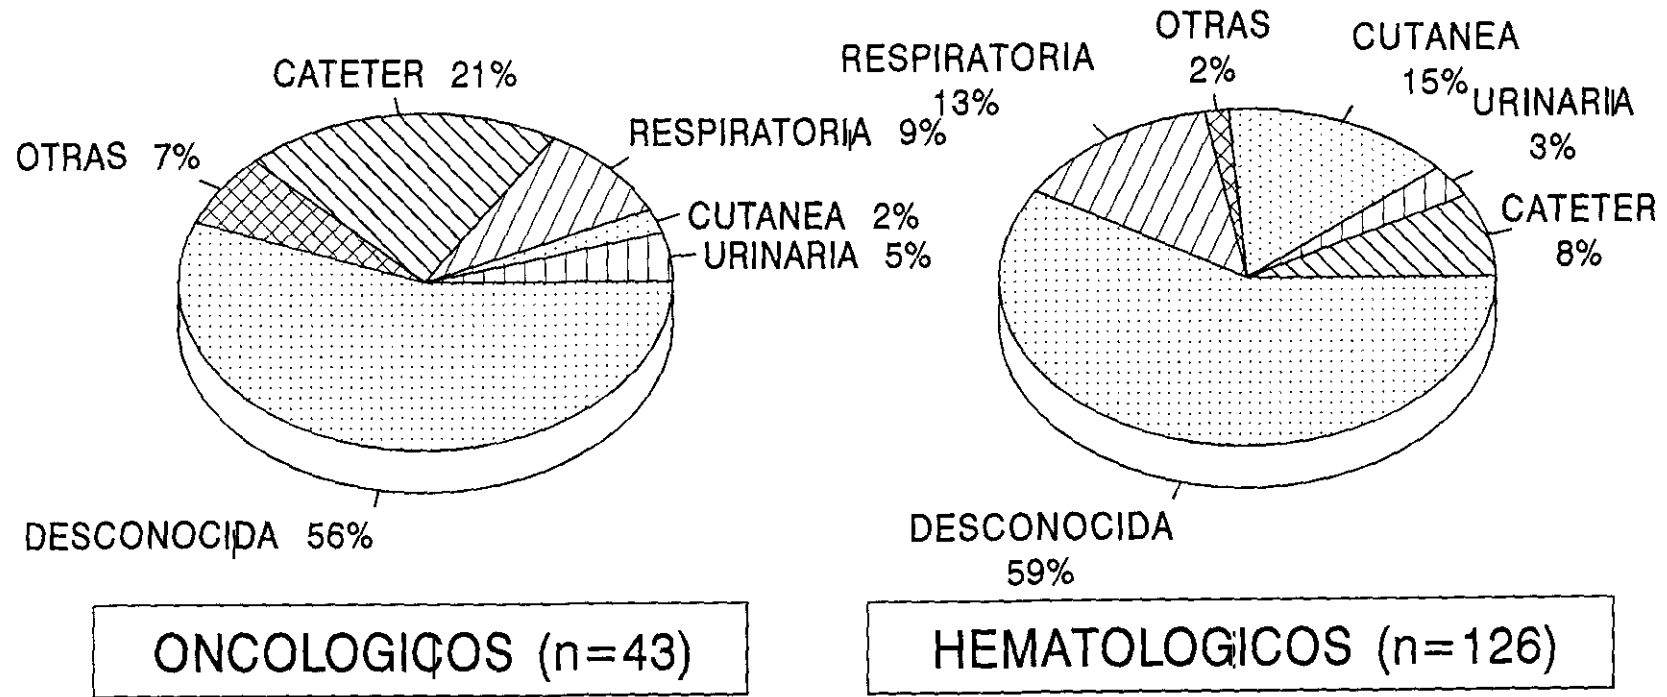 CATETER 21%
OTRAS 7%
RESPIRATORIA 9%
CUTANEA 2%
URINARIA 5%
DESCONOCIDA 56%
ONCOLOGICOS (n=43)
OTRAS
2%
CUTANEA
15%
RESPIRATORIA
13%
URINARIA
3%
CATETER
8%
DESCONOCIDA
59%
HEMATOLOGICOS (n=126)